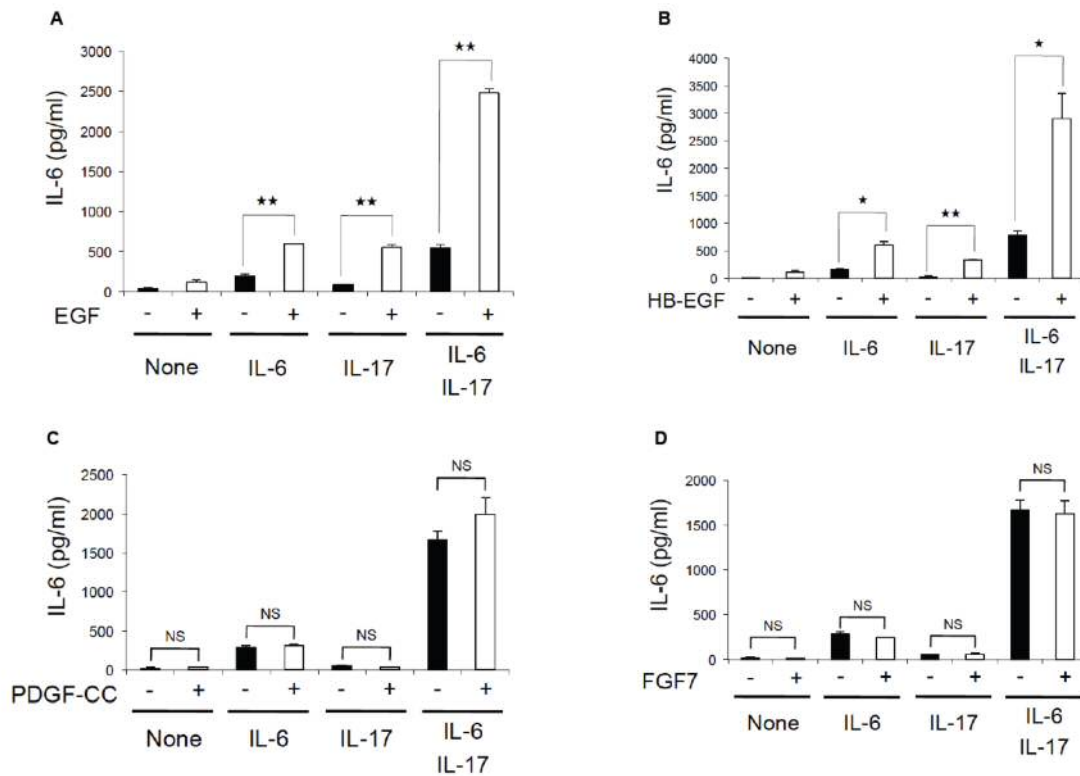 A
IL-6 (pg/ml)
3000
2500
2000
1500
1000
500
0
★★
★★
★★
EGF - + - + - + - +
None IL-6 IL-17 IL-6
IL-17
B
IL-6 (pg/ml)
4000
3500
3000
2500
2000
1500
1000
500
0
★
★★
★
HB-EGF - + - + - + - +
None IL-6 IL-17 IL-6
IL-17
C
IL-6 (pg/ml)
2500
2000
1500
1000
500
0
NS
NS
NS
NS
PDGF-CC - + - + - + - +
None IL-6 IL-17 IL-6
IL-17
D
IL-6 (pg/ml)
2000
1500
1000
500
0
NS
NS
NS
NS
FGF7 - + - + - + - +
None IL-6 IL-17 IL-6
IL-17